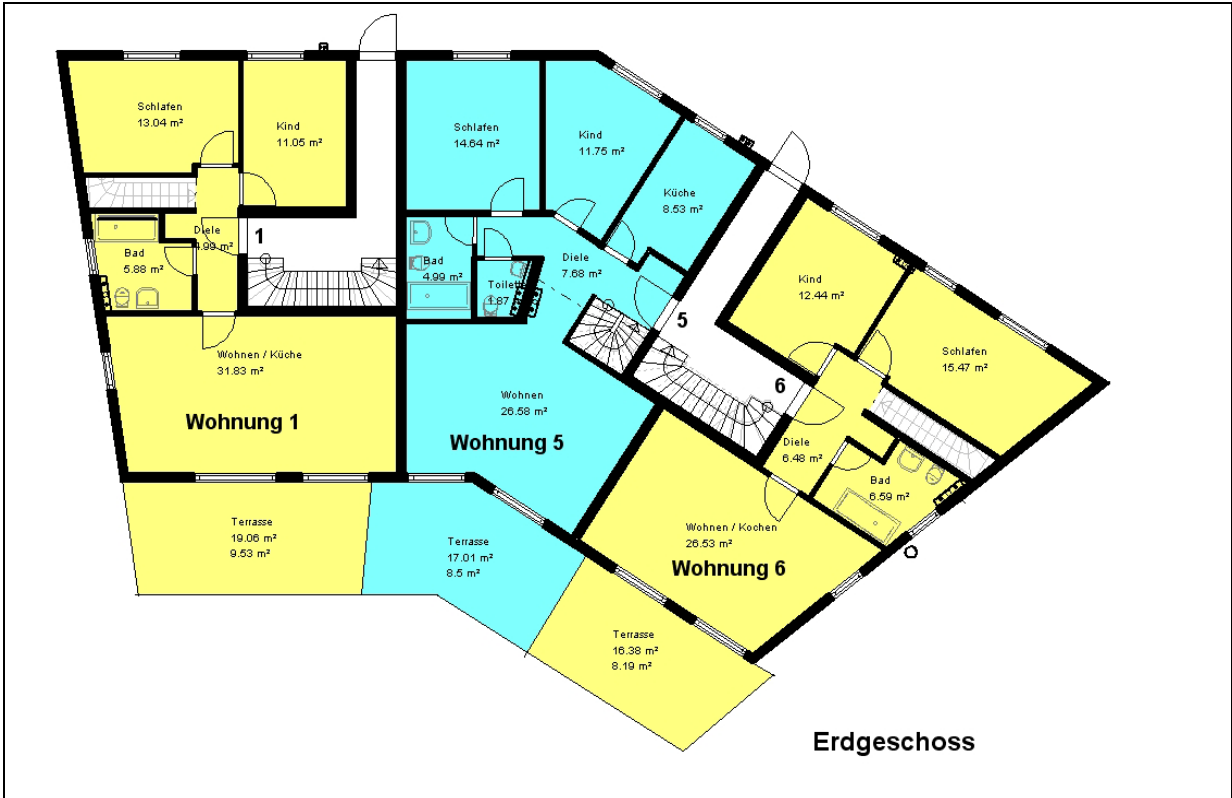 Schlafen
13.04 m²
Kind
11.05 m²
Diele
4.99 m²
Bad
5.88 m²
1
Wohnen / Küche
31.83 m²
Wohnung 1
Terrasse
19.06 m²
9.53 m²
Schlafen
14.64 m²
Kind
11.75 m²
Küche
8.53 m²
Bad
4.99 m²
Toilette
1.87
Diele
7.68 m²
5
Wohnen
26.58 m²
Wohnung 5
Terrasse
17.01 m²
8.5 m²
Kind
12.44 m²
Schlafen
15.47 m²
6
Diele
6.48 m²
Bad
6.59 m²
Wohnen / Kochen
26.53 m²
Wohnung 6
Terrasse
16.38 m²
8.19 m²
Erdgeschoss